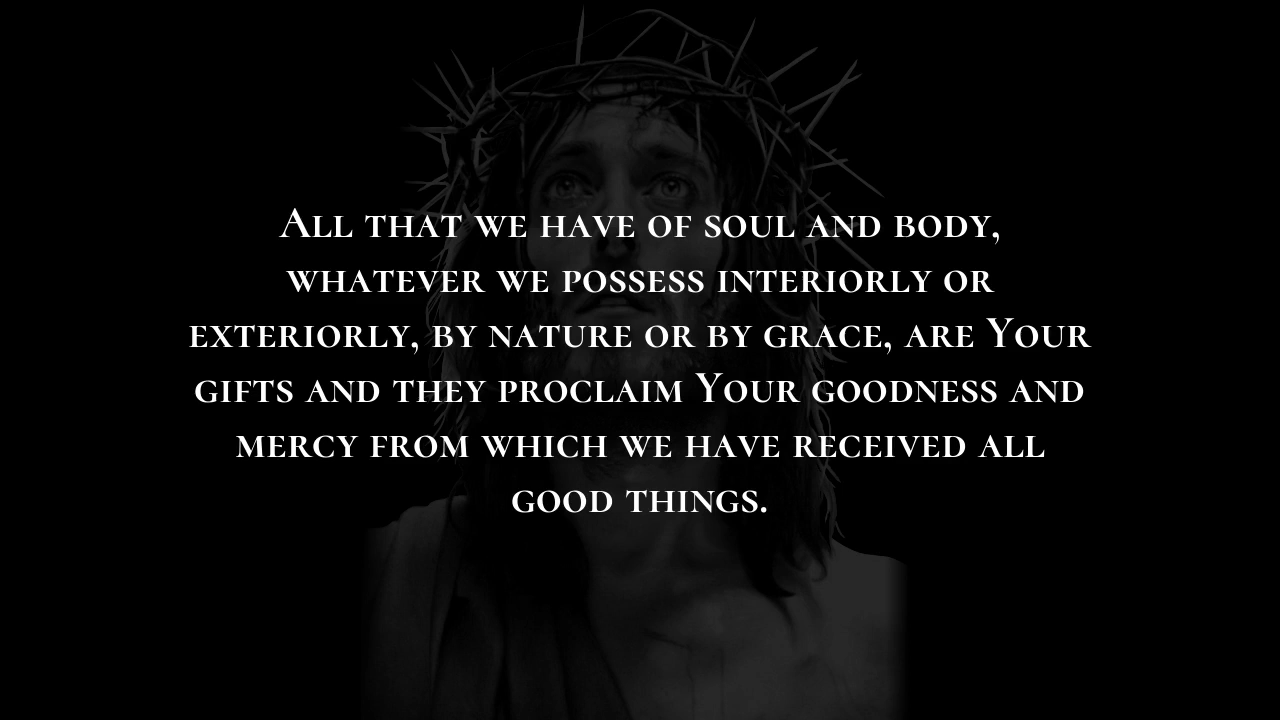 All that we have of soul and body,
whatever we possess interiorly or
exteriorly, by nature or by grace, are Your
gifts and they proclaim Your goodness and
mercy from which we have received all
good things.